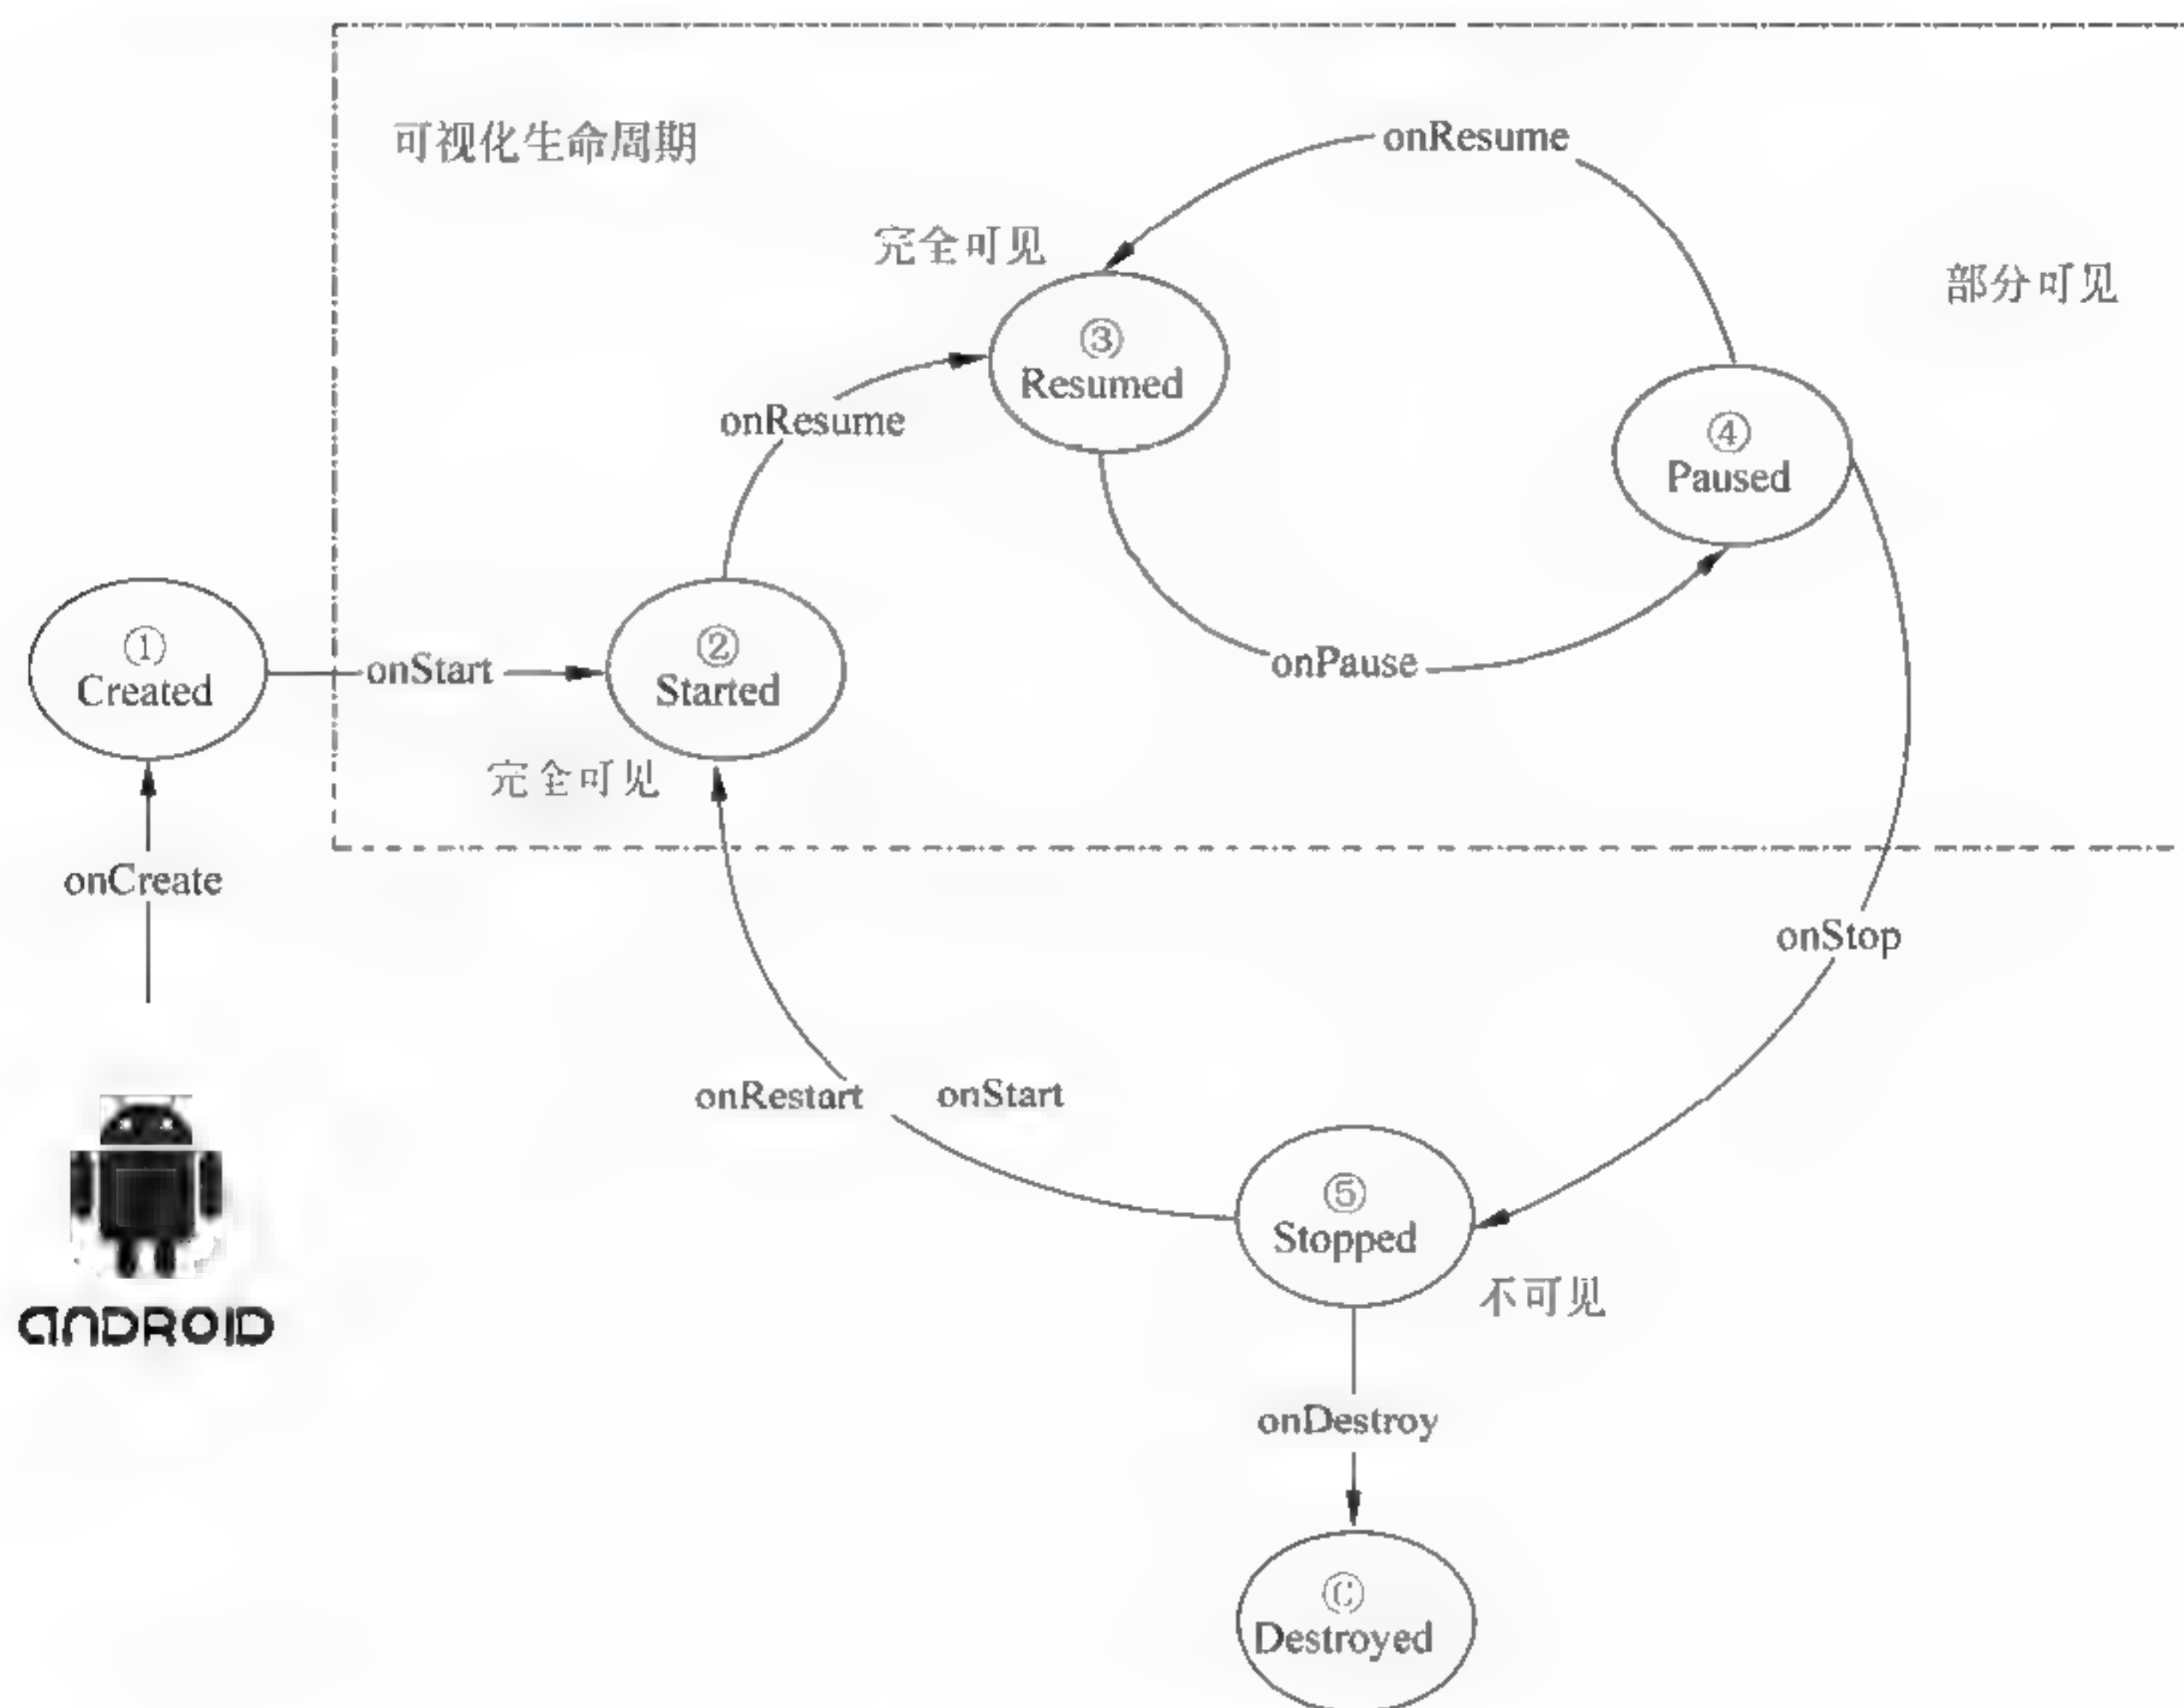 可视化生命周期
onResume
完全可见
部分可见
③
Resumed
onResume
④
Paused
①
Created
onStart
②
Started
onPause
完全可见
onCreate
onStop
onRestart
onStart
⑤
Stopped
不可见
ANDROID
onDestroy
Destroyed